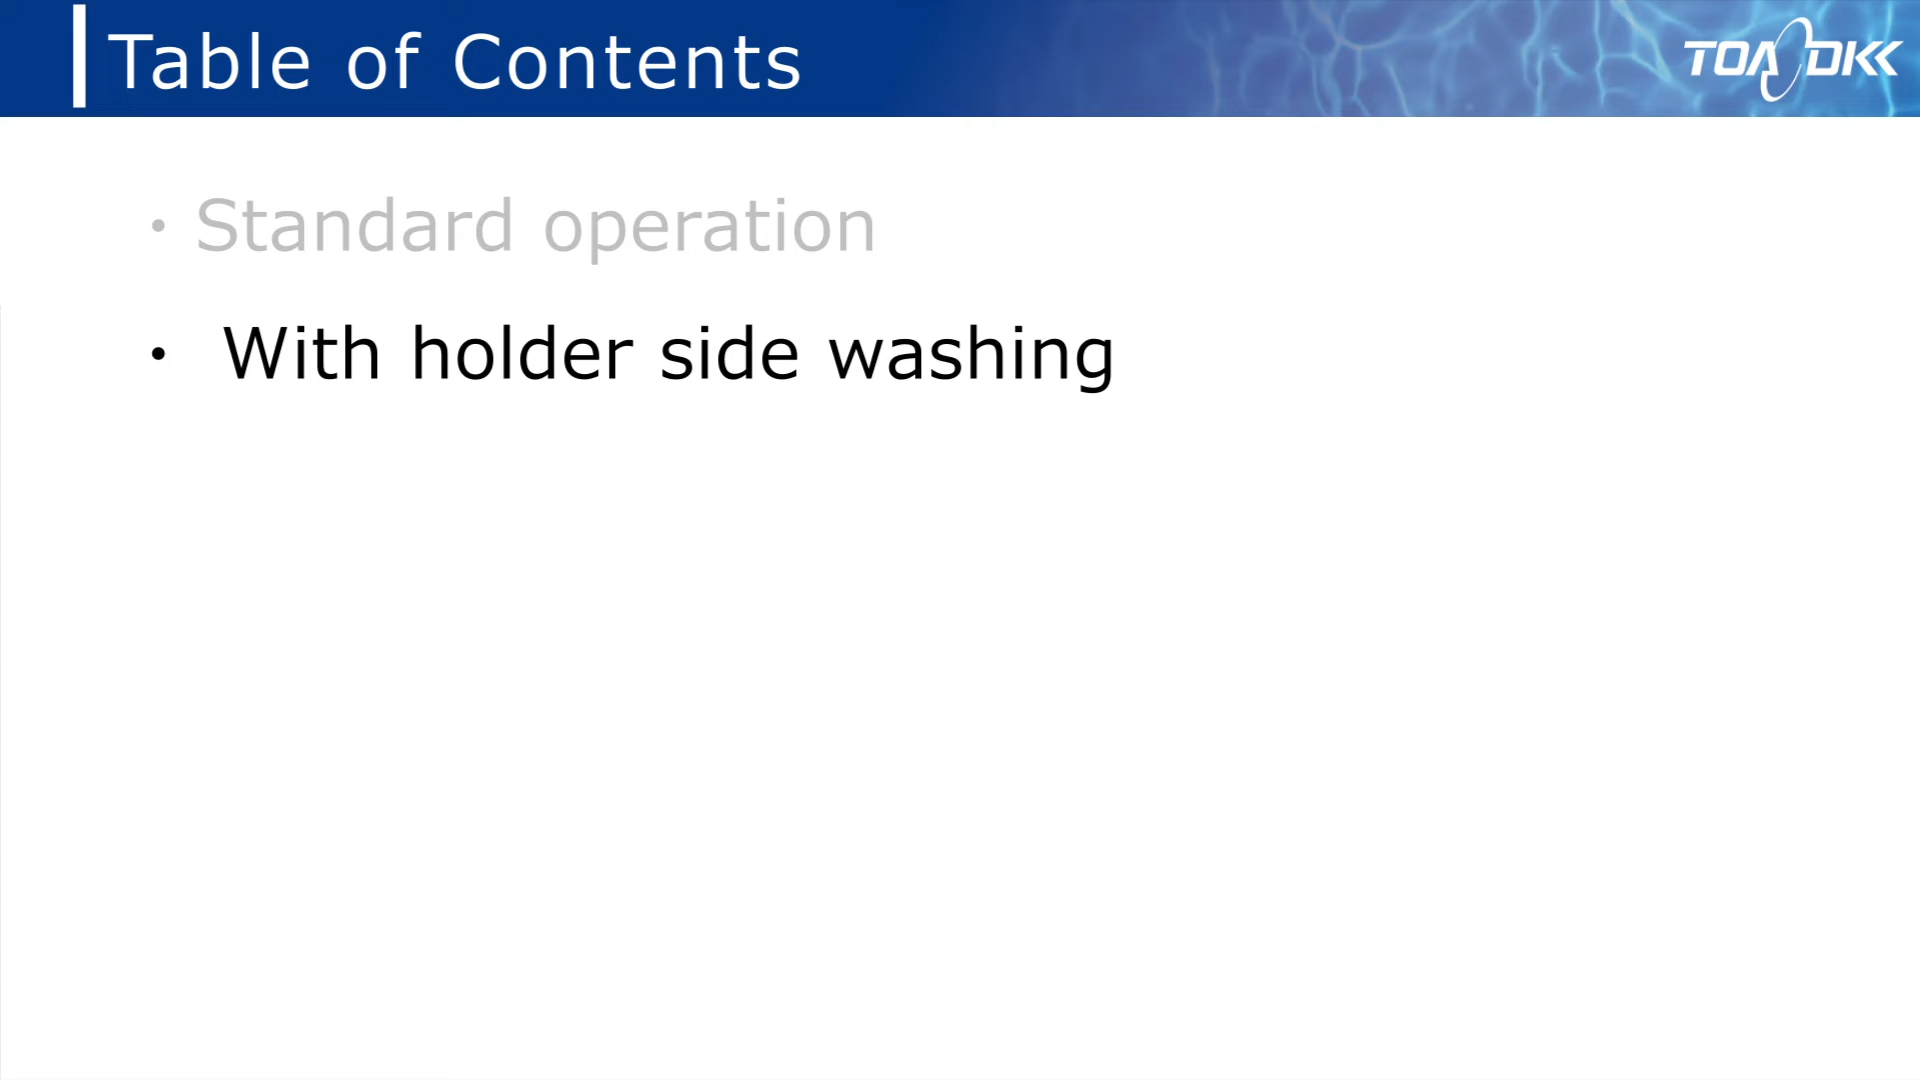 Table of Contents
TOA DKK
・Standard operation
・ With holder side washing